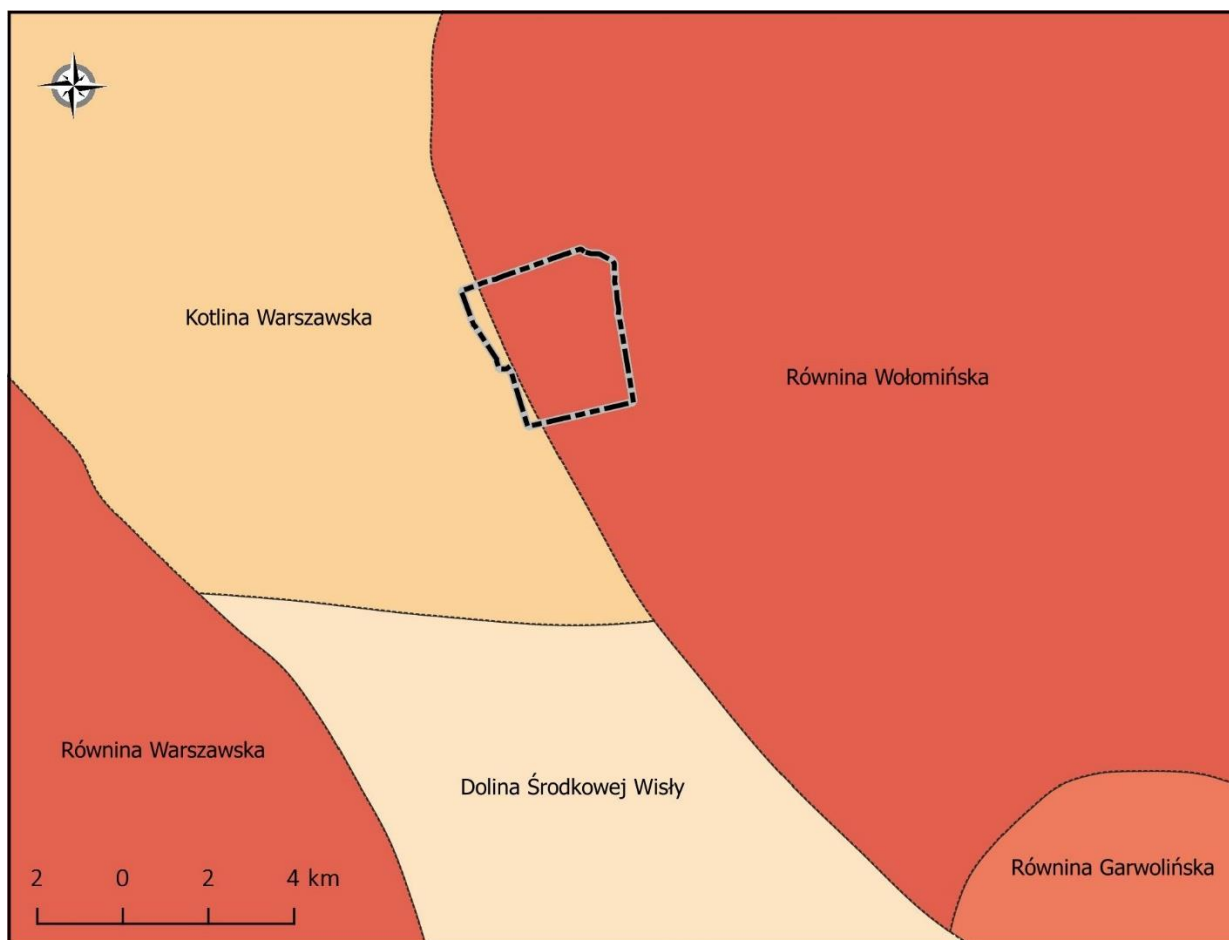 Kotlina Warszawska
Równina Wołomińska
Równina Warszawska
Dolina Środkowej Wisły
Równina Garwolińska
2 0 2 4 km